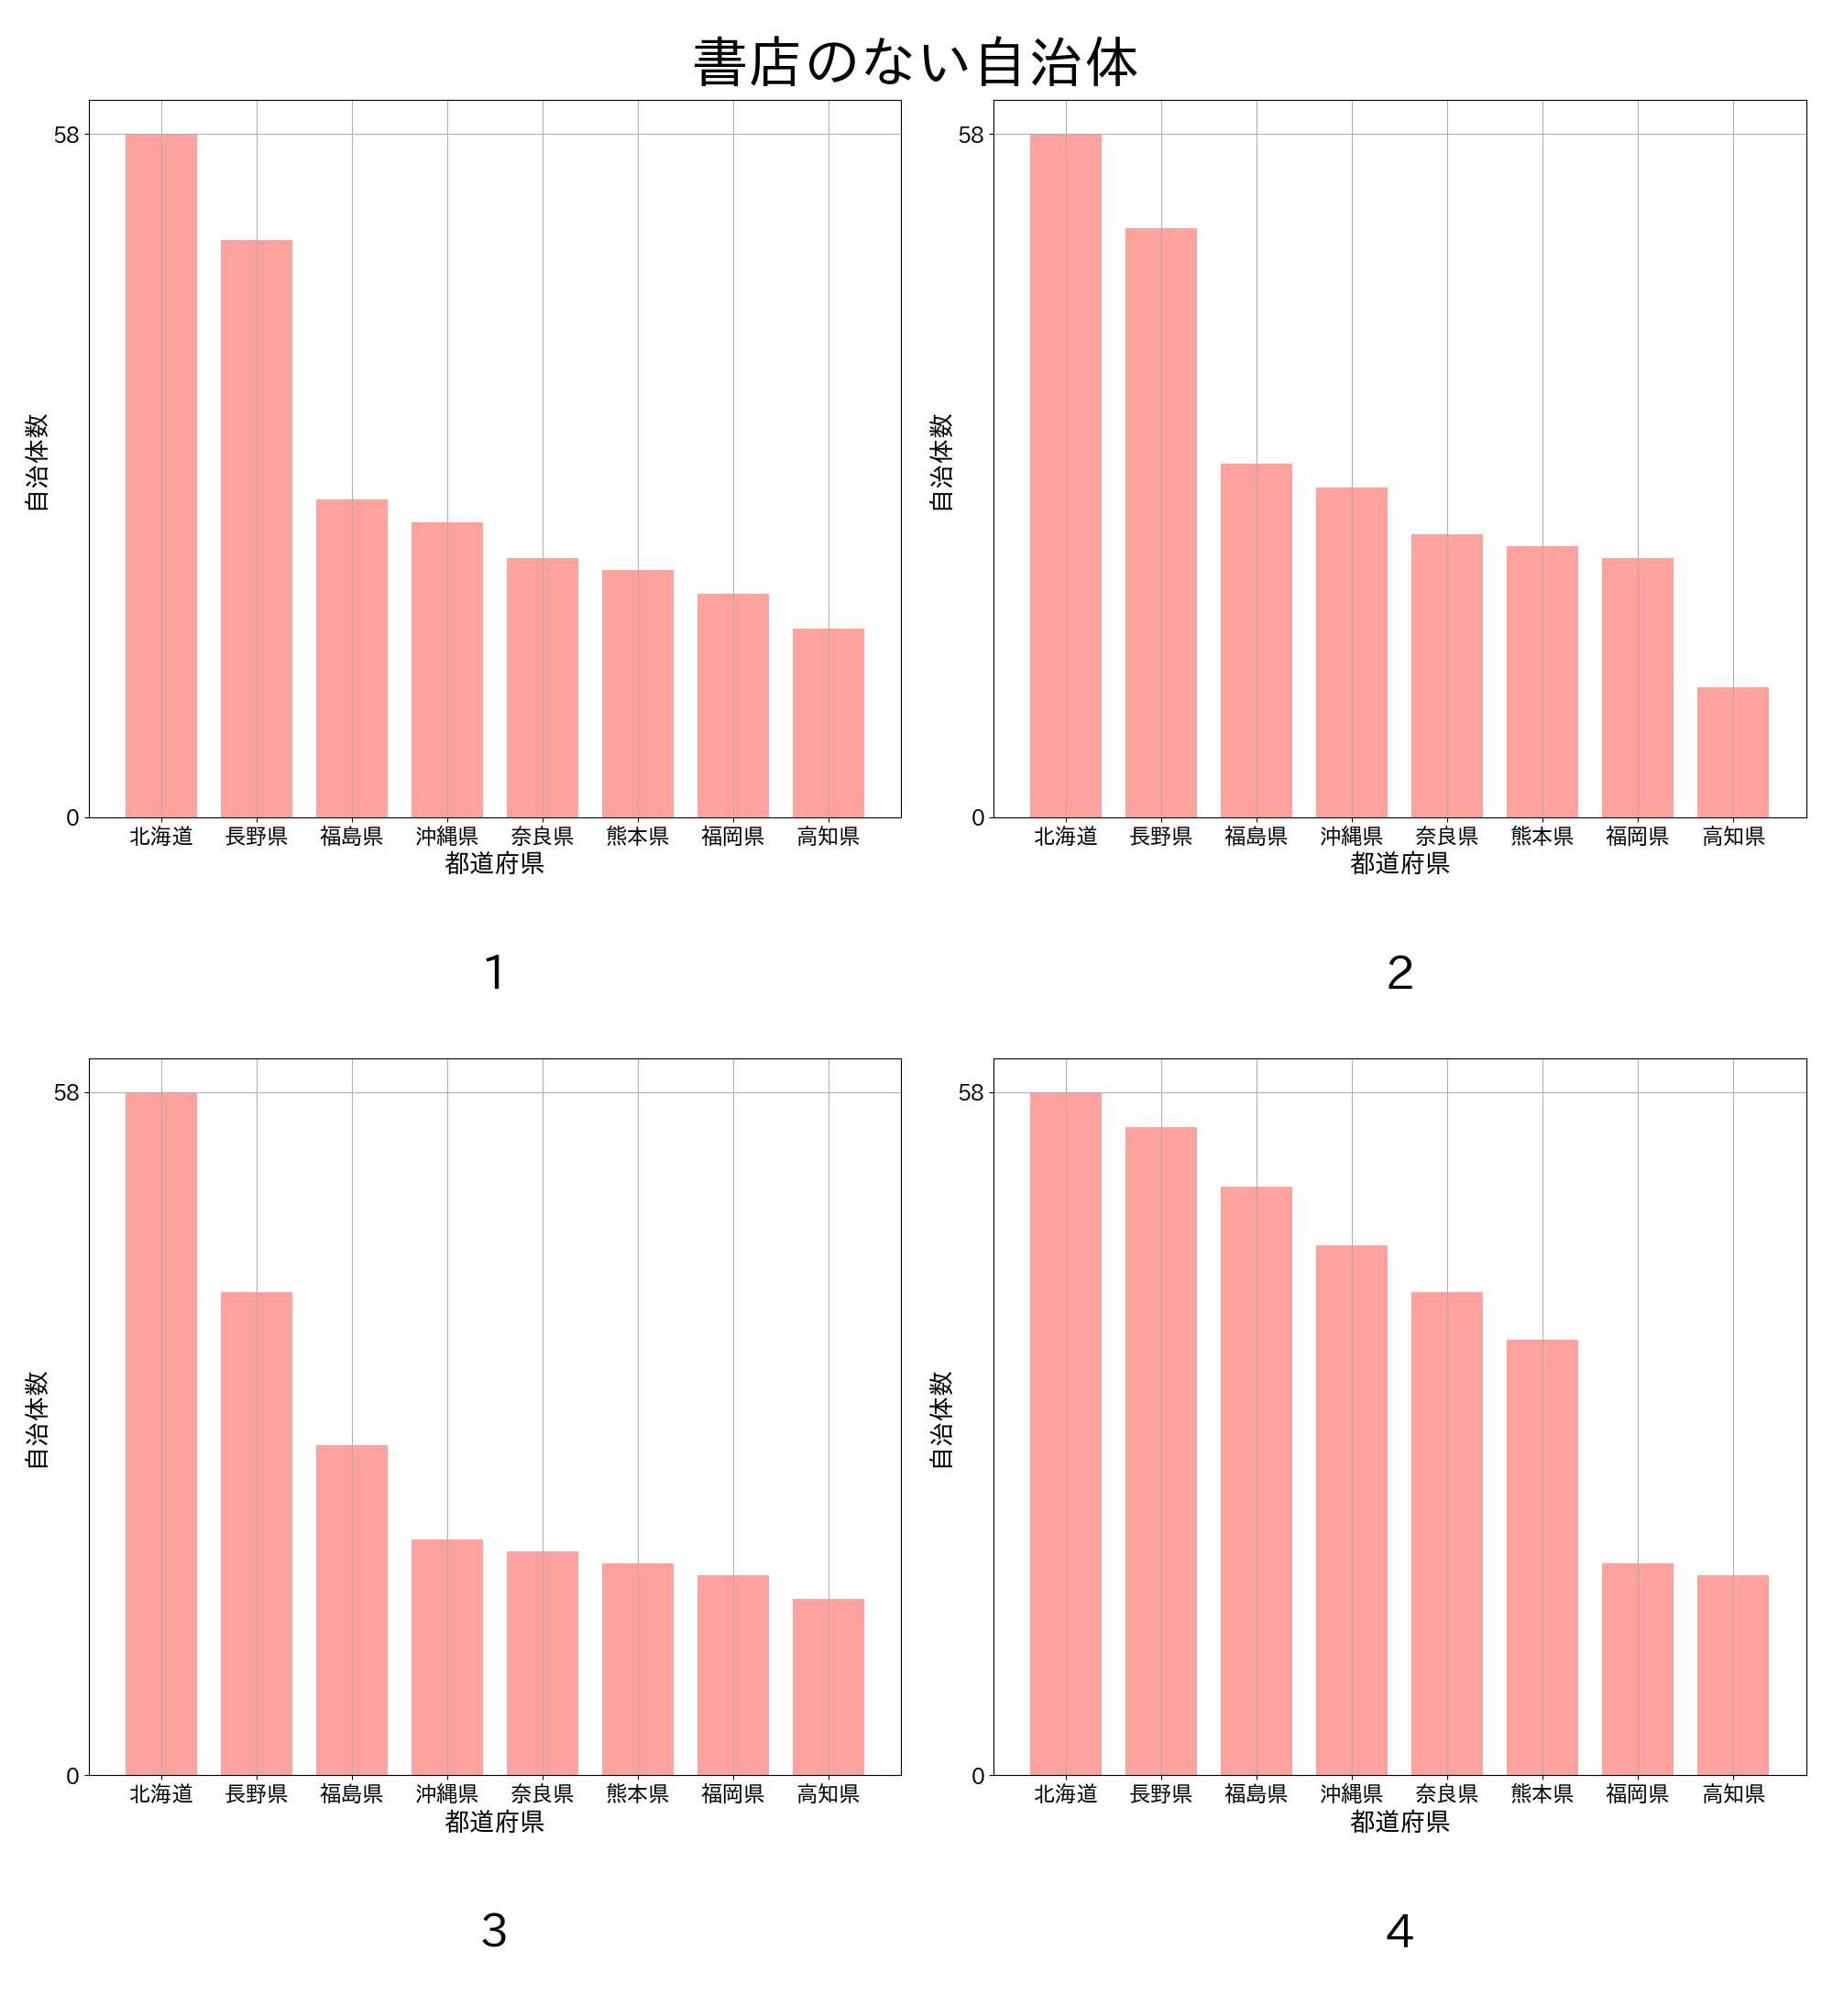 書店のない自治体
58
0
自治体数
北海道 長野県 福島県 沖縄県 奈良県 熊本県 福岡県 高知県
都道府県
1
58
0
自治体数
北海道 長野県 福島県 沖縄県 奈良県 熊本県 福岡県 高知県
都道府県
2
58
0
自治体数
北海道 長野県 福島県 沖縄県 奈良県 熊本県 福岡県 高知県
都道府県
3
58
0
自治体数
北海道 長野県 福島県 沖縄県 奈良県 熊本県 福岡県 高知県
都道府県
4